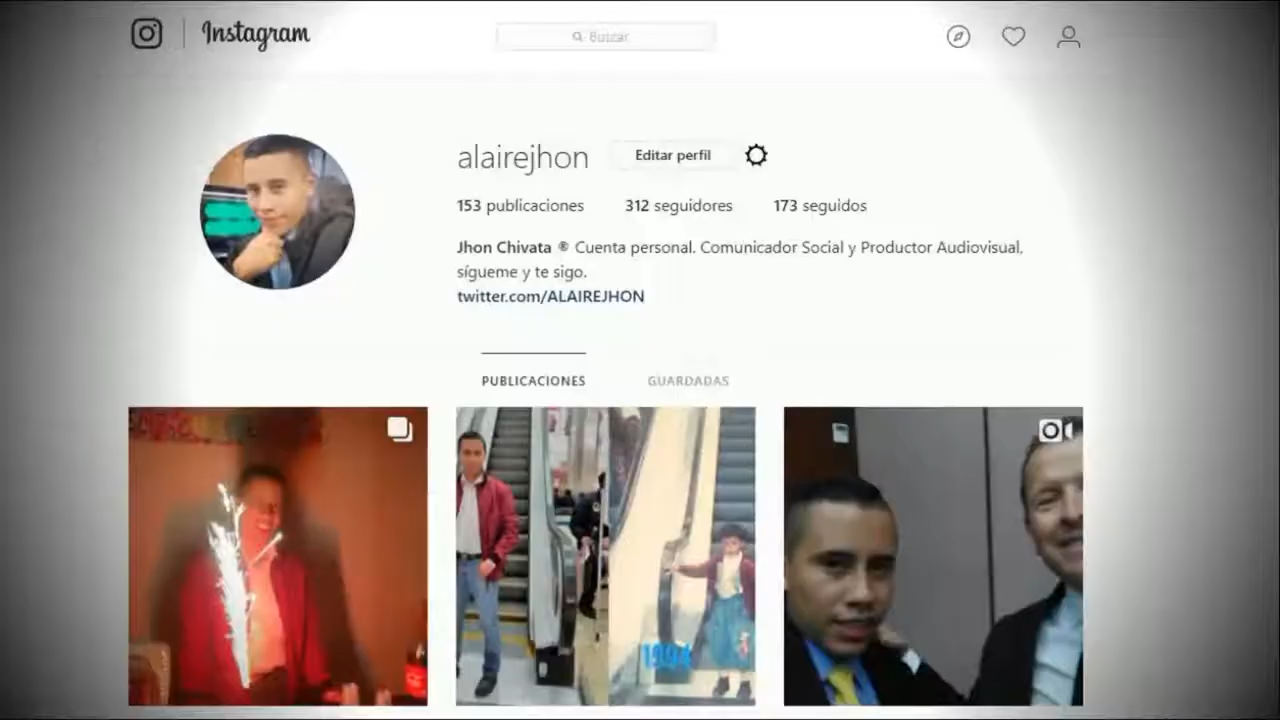 Instagram
Buscar
alairejhon
Editar perfil
153 publicaciones 312 seguidores 173 seguidos
Jhon Chivata ® Cuenta personal. Comunicador Social y Productor Audiovisual,
sígueme y te sigo.
twitter.com/ALAIREJHON
PUBLICACIONES GUARDADAS
1994